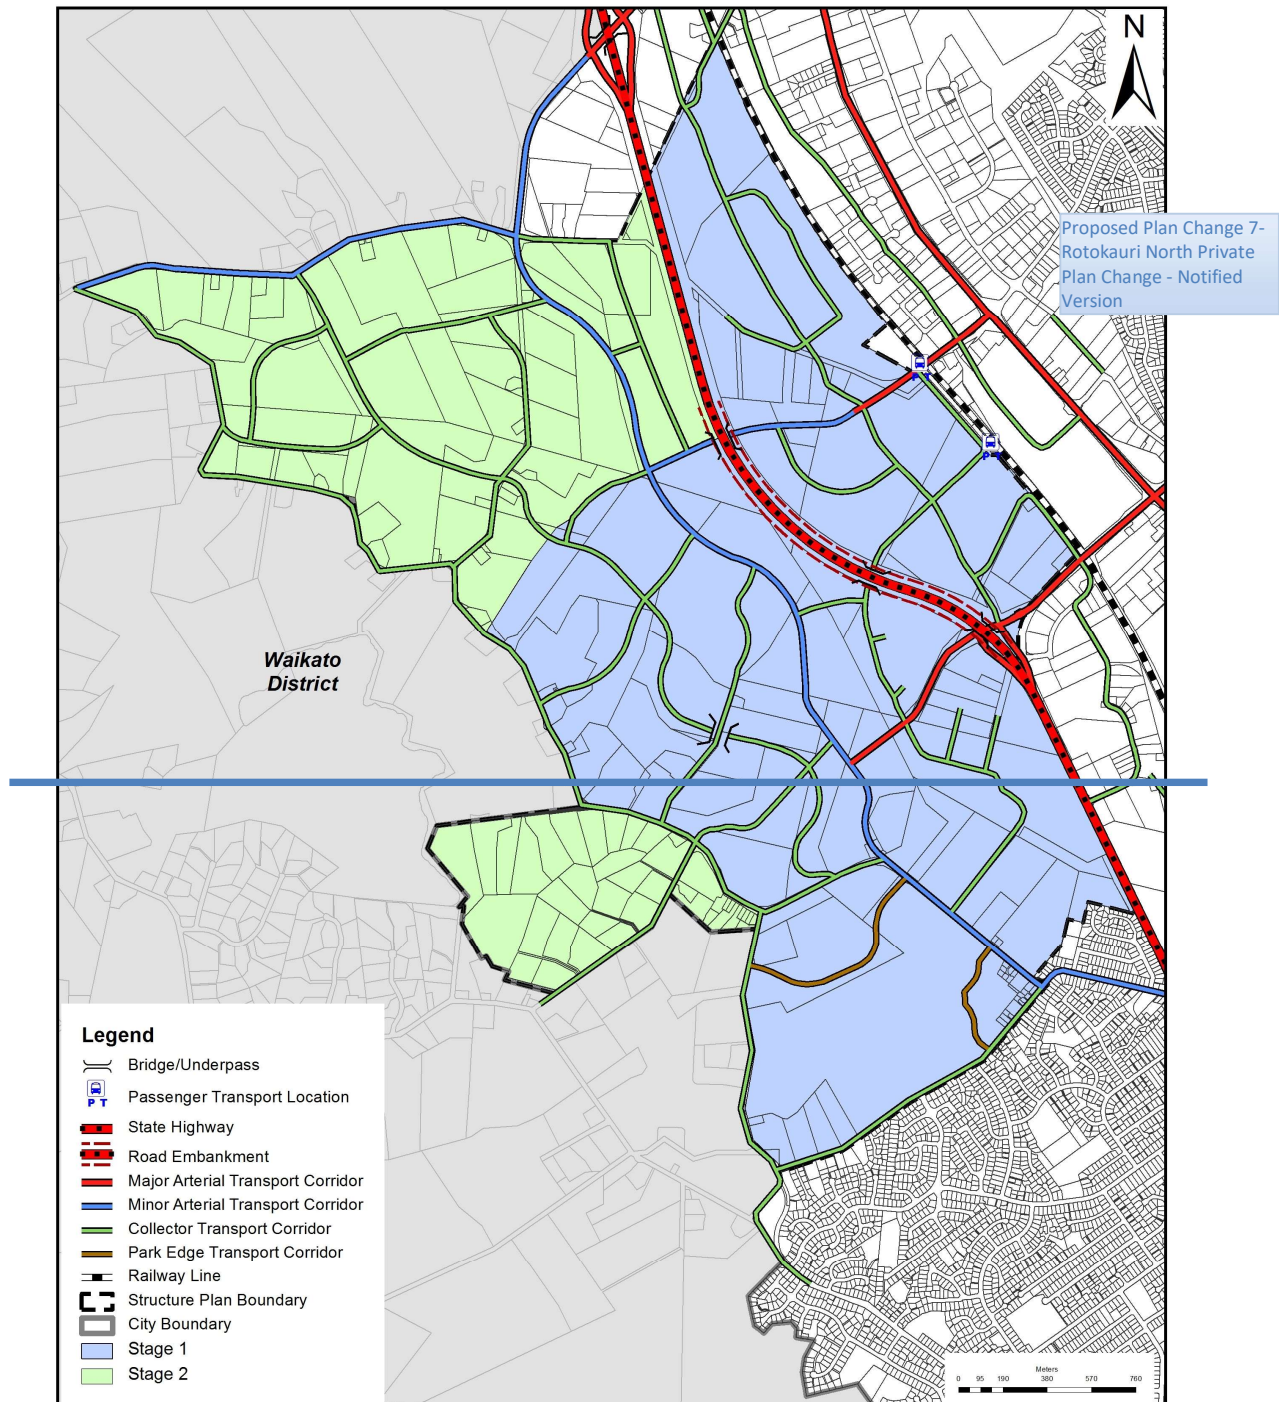 N
Proposed Plan Change 7-
Rotokauri North Private
Plan Change - Notified
Version
P T
P T
Waikato
District
Legend
Bridge/Underpass
P T
Passenger Transport Location
State Highway
Road Embankment
Major Arterial Transport Corridor
Minor Arterial Transport Corridor
Collector Transport Corridor
Park Edge Transport Corridor
Railway Line
Structure Plan Boundary
City Boundary
Stage 1
Stage 2
Meters
0 95 190 380 570 760